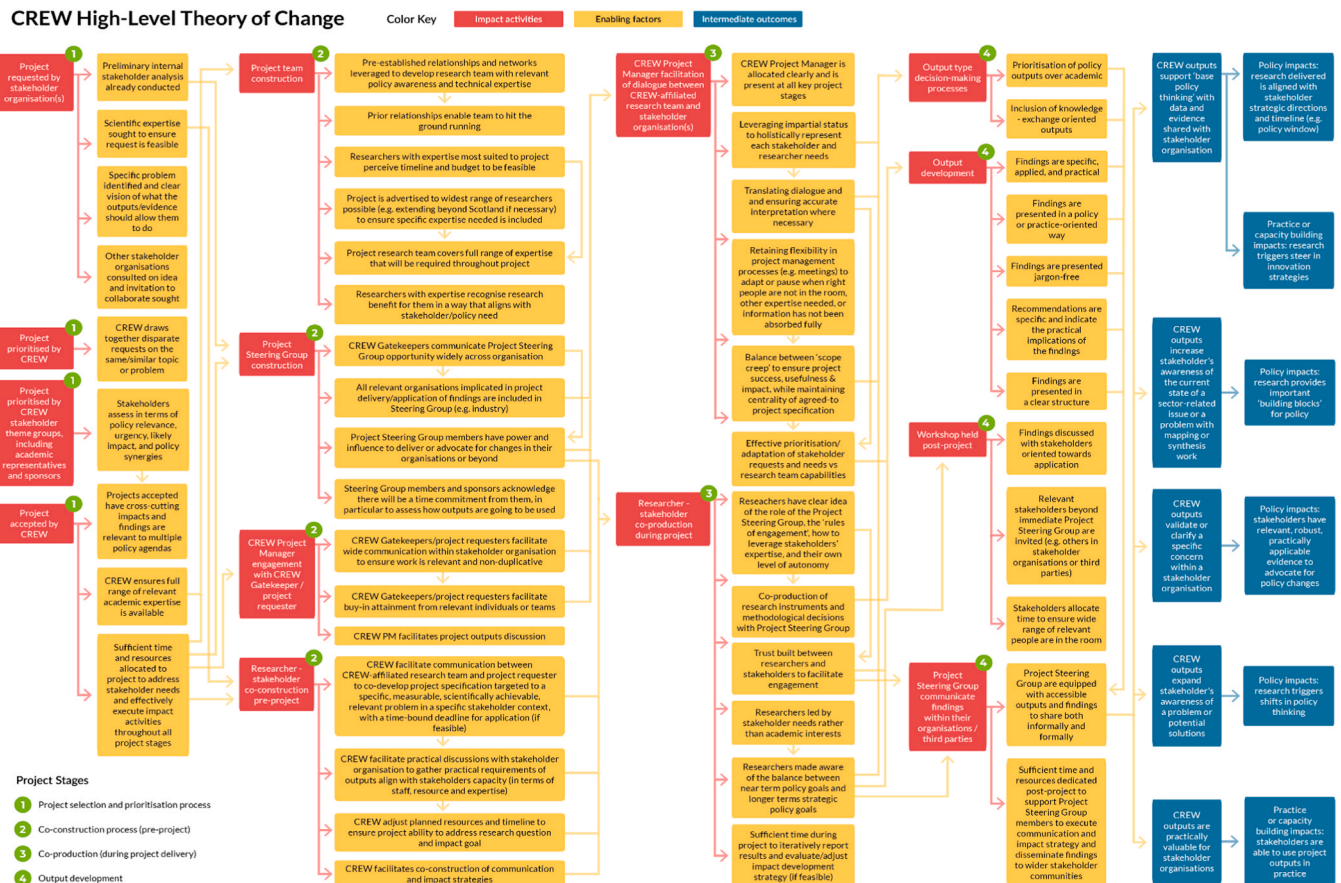 CREW High-Level Theory of Change
Color Key
Impact activities
Enabling factors
Intermediate outcomes
1
Project
requested by
stakeholder
organisation(s)
Preliminary internal
stakeholder analysis
already conducted
Scientific expertise
sought to ensure
request is feasible
Specific problem
identified and clear
vision of what the
outputs/evidence
should allow them
to do
Other stakeholder
organisations
consulted on idea
and invitation to
collaborate sought
1
Project
prioritised by
CREW
CREW draws
together disparate
requests on the
same/similar topic
or problem
1
Project
prioritised by
CREW
stakeholder
theme groups,
including
academic
representatives
and sponsors
Stakeholders
assess in terms of
policy relevance,
urgency, likely
impact, and policy
synergies
1
Project
accepted by
CREW
Projects accepted
have cross-cutting
impacts and
findings are
relevant to multiple
policy agendas
CREW ensures full
range of relevant
academic expertise
is available
Sufficient time
and resources
allocated to
project to address
stakeholder needs
and effectively
execute impact
activities
throughout all
project stages
2
Project team
construction
Pre-established relationships and networks
leveraged to develop research team with relevant
policy awareness and technical expertise
Prior relationships enable team to hit the
ground running
Researchers with expertise most suited to project
perceive timeline and budget to be feasible
Project is advertised to widest range of researchers
possible (e.g. extending beyond Scotland if necessary)
to ensure specific expertise needed is included
Project research team covers full range of expertise
that will be required throughout project
Researchers with expertise recognise research
benefit for them in a way that aligns with
stakeholder/policy need
2
Project
Steering Group
construction
CREW Gatekeepers communicate Project Steering
Group opportunity widely across organisation
All relevant organisations implicated in project
delivery/application of findings are included in
Steering Group (e.g. industry)
Project Steering Group members have power and
influence to deliver or advocate for changes in their
organisations or beyond
Steering Group members and sponsors acknowledge
there will be a time commitment from them, in
particular to assess how outputs are going to be used
2
CREW Project
Manager
engagement
with CREW
Gatekeeper /
project
requester
CREW Gatekeepers/project requesters facilitate
wide communication within stakeholder organisation
to ensure work is relevant and non-duplicative
CREW Gatekeepers/project requesters facilitate
buy-in attainment from relevant individuals or teams
CREW PM facilitates project outputs discussion
2
Researcher -
stakeholder
co-construction
pre-project
CREW facilitate communication between
CREW-affiliated research team and project requester
to co-develop project specification targeted to a
specific, measurable, scientifically achievable,
relevant problem in a specific stakeholder context,
with a time-bound deadline for application (if
feasible)
CREW facilitate practical discussions with stakeholder
organisation to gather practical requirements of
outputs align with stakeholders capacity (in terms of
staff, resource and expertise)
CREW adjust planned resources and timeline to
ensure project ability to address research question
and impact goal
CREW facilitates co-construction of communication
and impact strategies
3
CREW Project
Manager facilitation
of dialogue between
CREW-affiliated
research team and
stakeholder
organisation(s)
CREW Project Manager is
allocated clearly and is
present at all key project
stages
Leveraging impartial status
to holistically represent
each stakeholder and
researcher needs
Translating dialogue and
and ensuring accurate
interpretation where
necessary
Retaining flexibility in
project management
processes (e.g. meetings) to
adapt or pause when right
people are not in the room,
other expertise needed, or
information has not been
absorbed fully
Balance between 'scope
creep' to ensure project
success, usefulness &
impact, while maintaining
centrality of agreed-to
project specification
Effective prioritisation/
adaptation of stakeholder
requests and needs vs
research team capabilities
3
Researcher -
stakeholder
co-production
during project
Reseachers have clear idea
of the role of the Project
Steering Group, the 'rules
of engagement', how to
leverage stakeholders'
expertise, and their own
level of autonomy
Co-production of
research instruments and
methodological decisions
with Project Steering Group
Trust built between
researchers and
stakeholders to facilitate
engagement
Researchers led by
stakeholder needs rather
than academic interests
Researchers made aware
of the balance between
near term policy goals and
longer terms strategic
policy goals
Sufficient time during
project to iteratively report
results and evaluate/adjust
impact development
strategy (if feasible)
4
Output type
decision-making
processes
Prioritisation of policy
outputs over academic
Inclusion of knowledge
- exchange oriented
outputs
4
Output
development
Findings are specific,
applied, and practical
Findings are
presented in a policy
or practice-oriented
way
Findings are presented
jargon-free
Recommendations are
specific and indicate
the practical
implications of
the findings
Findings are
presented in
a clear structure
4
Workshop held
post-project
Findings discussed
with stakeholders
oriented towards
application
Relevant
stakeholders beyond
immediate Project
Steering Group are
invited (e.g. others in
stakeholder
organisations or third
parties)
Stakeholders allocate
time to ensure wide
range of relevant
people are in the room
4
Project
Steering Group
communicate
findings
within their
organisations /
third parties
Project Steering
Group are equipped
with accessible
outputs and findings
to share both
informally and
formally
Sufficient time and
resources dedicated
post-project to
support Project
Steering Group
members to execute
communication and
impact strategy and
disseminate findings
to wider stakeholder
communities
CREW outputs
support 'base
policy
thinking' with
data and
evidence
shared with
stakeholder
organisation
Policy impacts:
research delivered
is aligned with
stakeholder
strategic directions
and timeline (e.g.
policy window)
Practice or
capacity building
impacts: research
triggers steer in
innovation
strategies
CREW
outputs
increase
stakeholder's
awareness of
the current
state of a
sector-related
issue or a
problem with
mapping or
synthesis
work
Policy impacts:
research provides
important
'building blocks'
for policy
CREW
outputs
validate or
clarify a
specific
concern
within a
stakeholder
organisation
Policy impacts:
stakeholders have
relevant, robust,
practically
applicable
evidence to
advocate for
policy changes
CREW
outputs
expand
stakeholder's
awareness of
a problem or
potential
solutions
Policy impacts:
research triggers
shifts in policy
thinking
CREW
outputs are
practically
valuable for
stakeholder
organisations
Practice
or capacity
building impacts:
stakeholders are
able to use project
outputs in
practice
Project Stages
1 Project selection and prioritisation process
2 Co-construction process (pre-project)
3 Co-production (during project delivery)
4 Output development